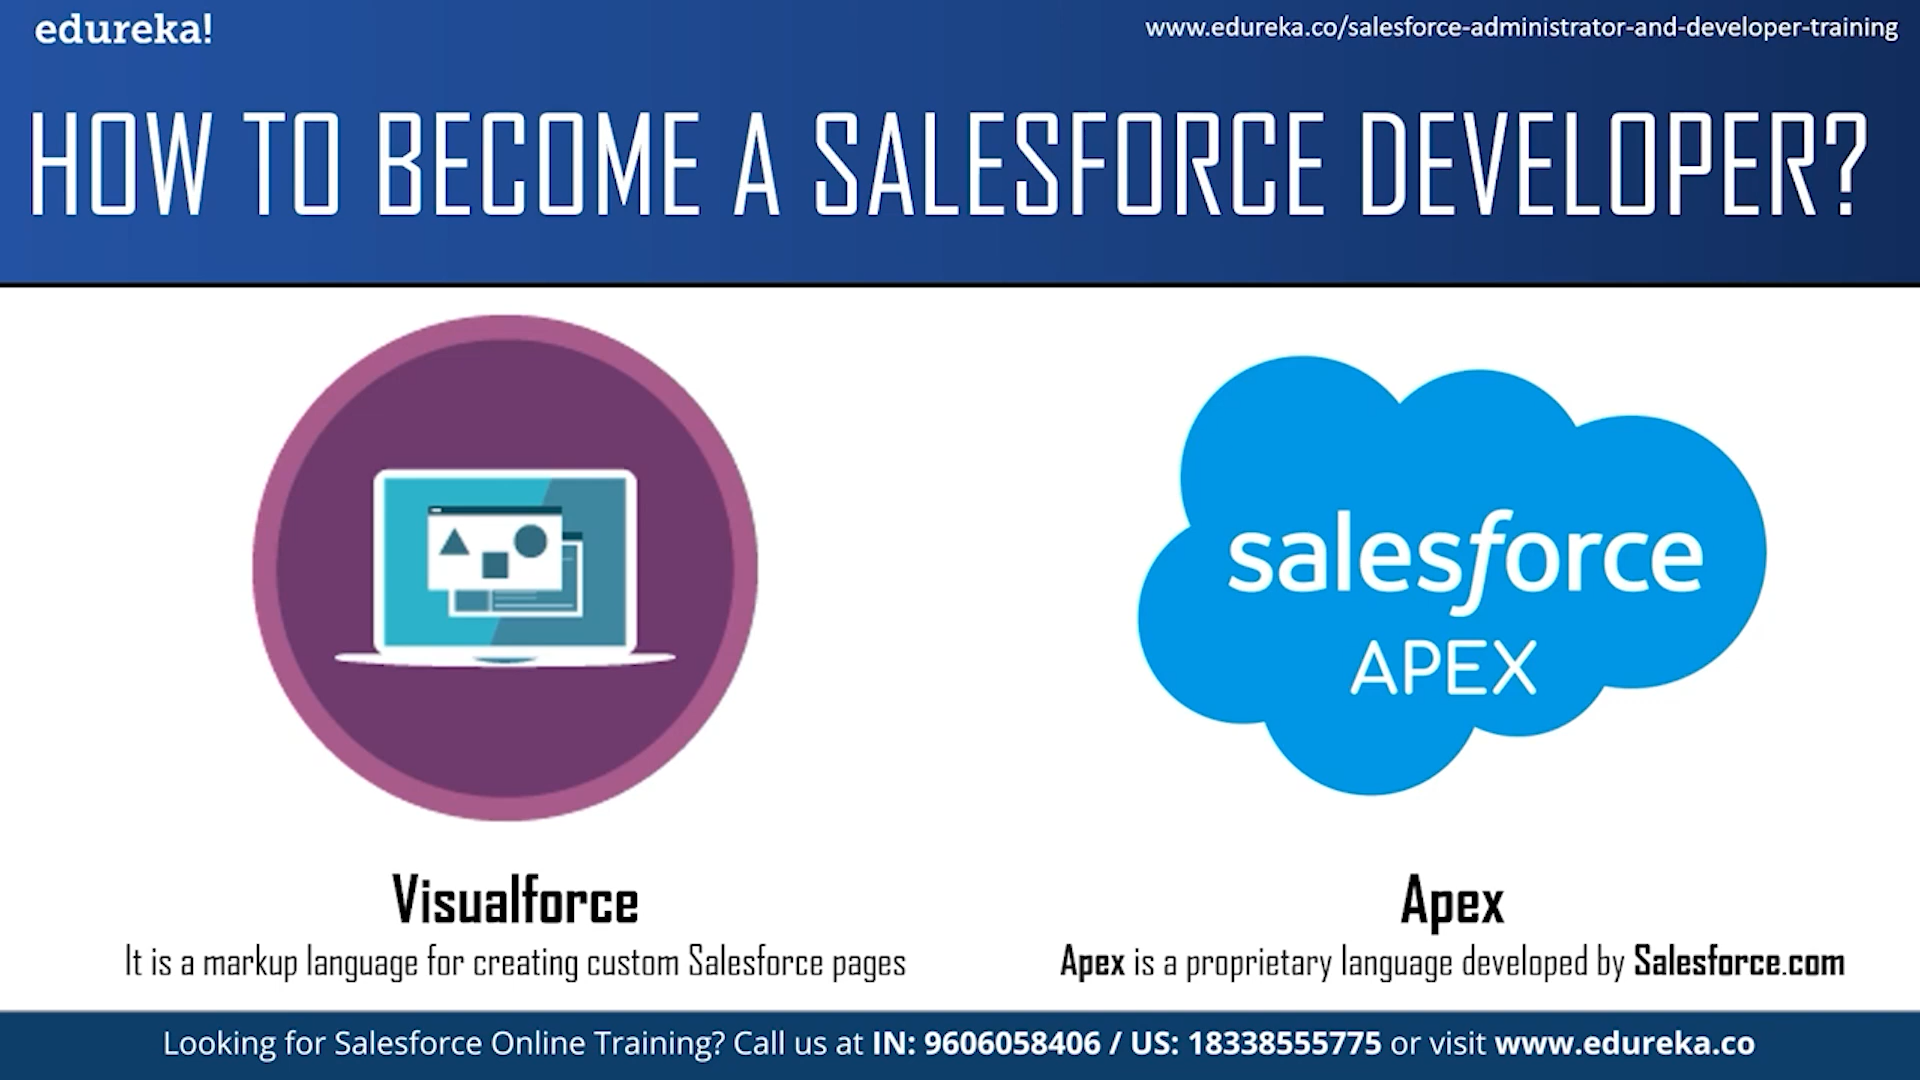 edureka!
www.edureka.co/salesforce-administrator-and-developer-training
HOW TO BECOME A SALESFORCE DEVELOPER?
salesforce
APEX
Visualforce
It is a markup language for creating custom Salesforce pages
Apex
Apex is a proprietary language developed by Salesforce.com
Looking for Salesforce Online Training? Call us at IN: 9606058406 / US: 18338555775 or visit www.edureka.co